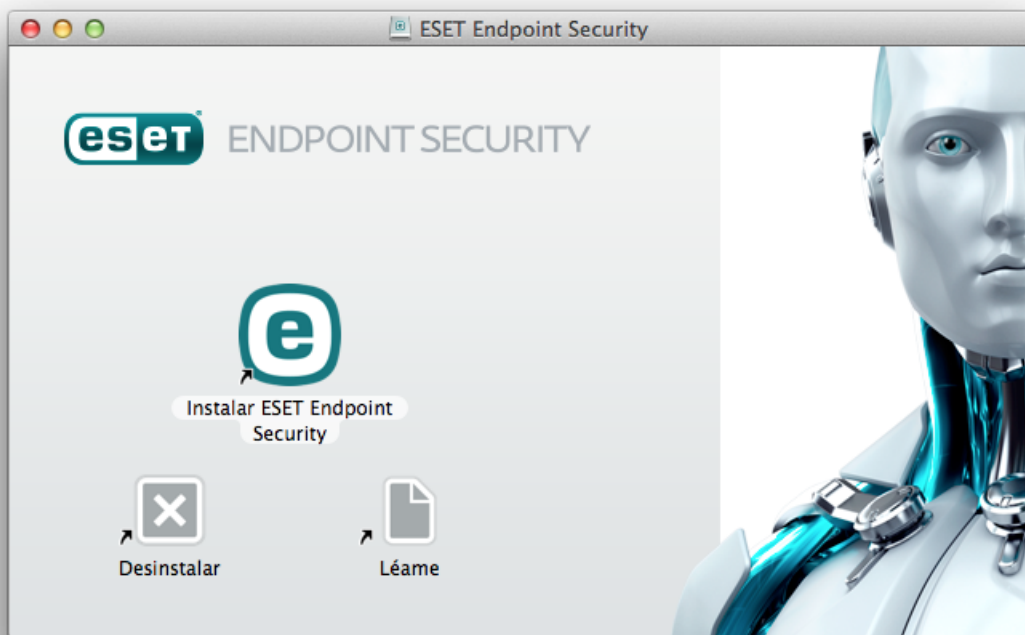 ESET Endpoint Security
eseT ENDPOINT SECURITY
e
Instalar ESET Endpoint
Security
Desinstalar
Léame